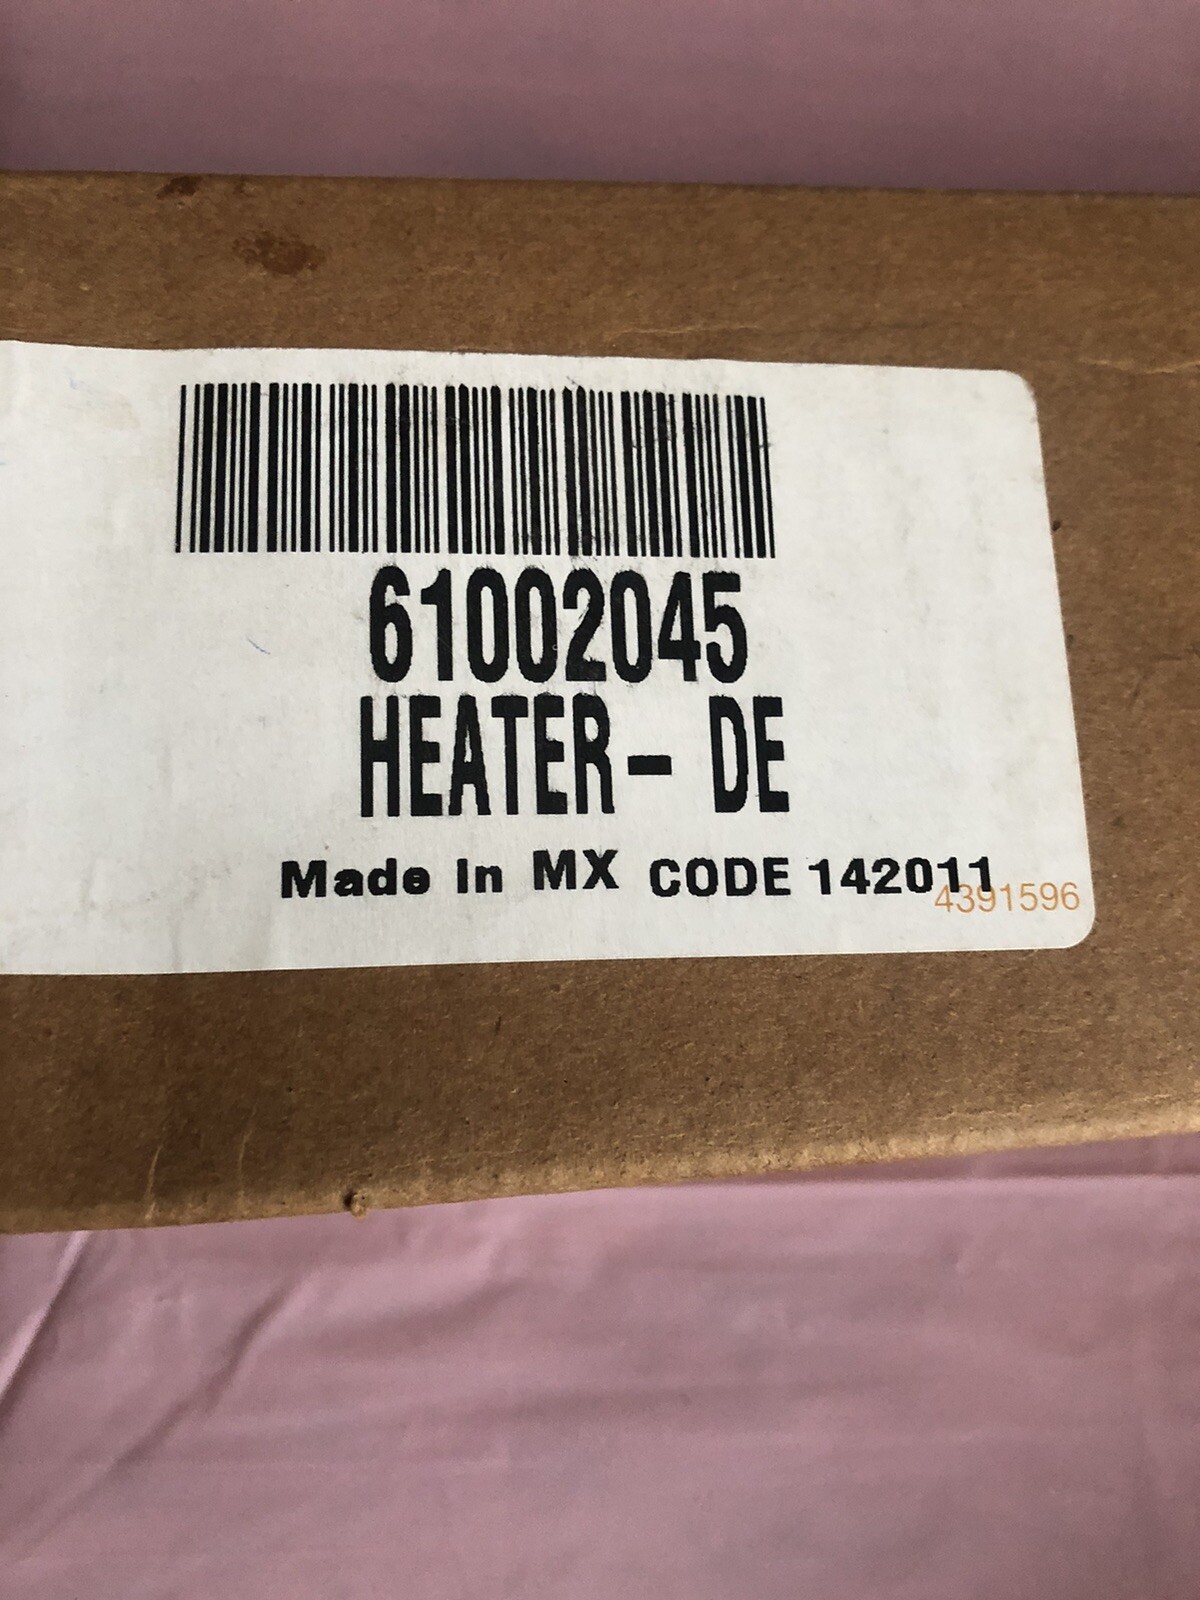 61002045
HEATER- DE
Made In MX CODE 142011
4391596